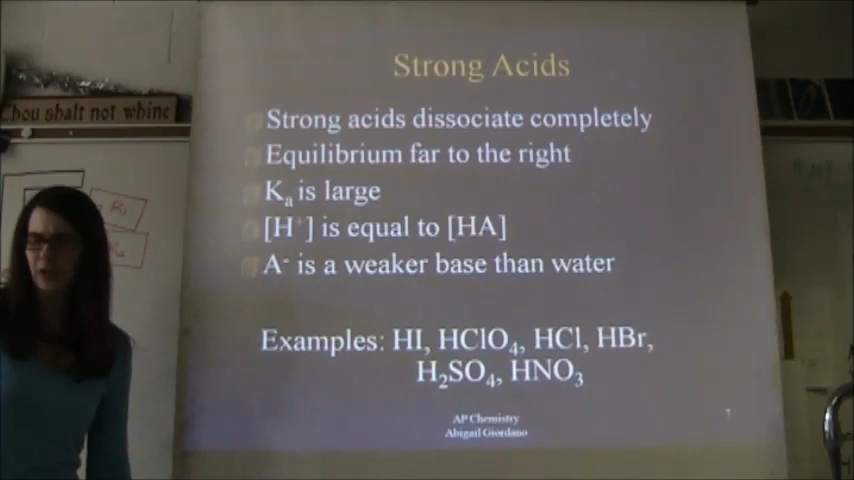 Strong Acids
Thou shalt not whine
Strong acids dissociate completely
Equilibrium far to the right
Kₐ is large
[H⁺] is equal to [HA]
A⁻ is a weaker base than water
Examples: HI, HClO₄, HCl, HBr,
H₂SO₄, HNO₃
AP Chemistry
Abigail Giordano
R₁